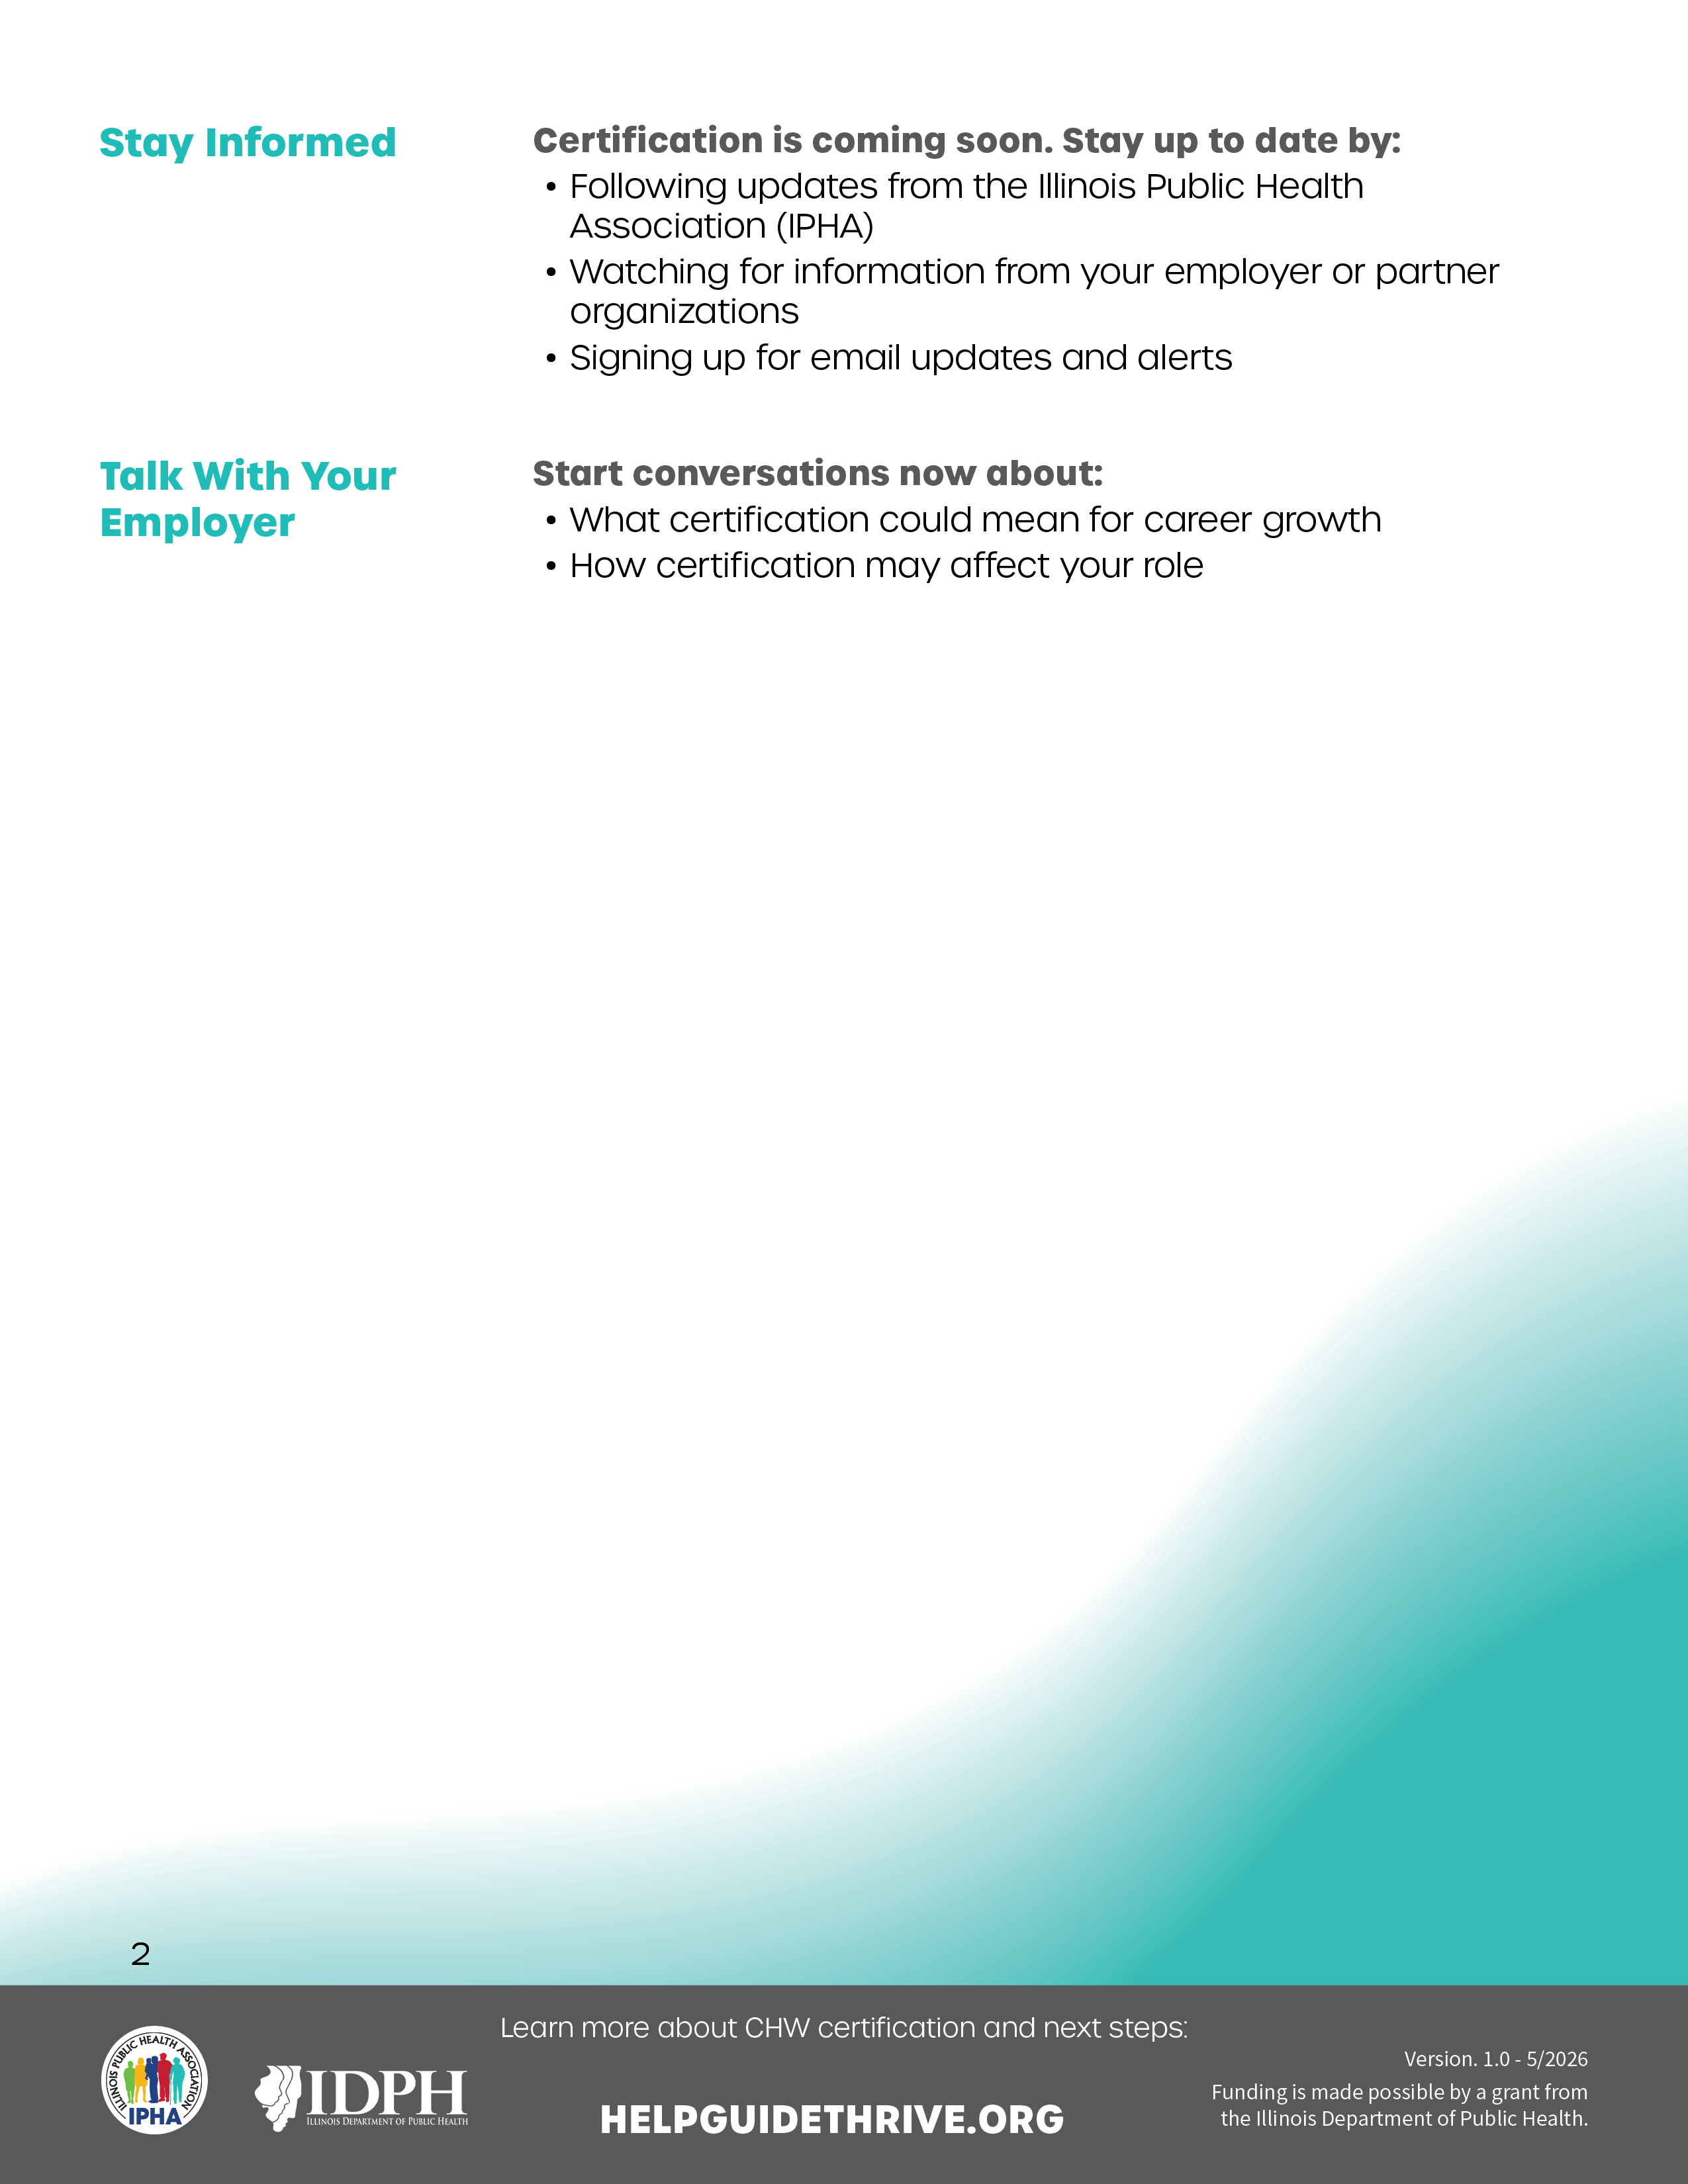 Stay Informed
Certification is coming soon. Stay up to date by:
• Following updates from the Illinois Public Health
Association (IPHA)
• Watching for information from your employer or partner
organizations
• Signing up for email updates and alerts
Talk With Your
Employer
Start conversations now about:
• What certification could mean for career growth
• How certification may affect your role
2
ILLINOIS PUBLIC HEALTH ASSOCIATION
IPHA
IDPH
ILLINOIS DEPARTMENT OF PUBLIC HEALTH
Learn more about CHW certification and next steps:
HELPGUIDETHRIVE.ORG
Version. 1.0 - 5/2026
Funding is made possible by a grant from
the Illinois Department of Public Health.